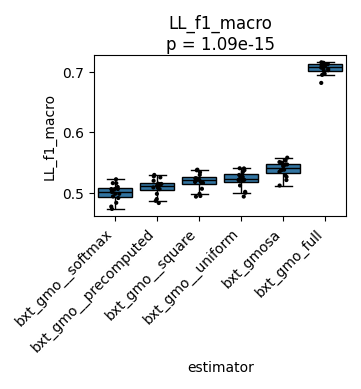 LL_f1_macro
p = 1.09e-15
LL_f1_macro
0.7
0.6
0.5
bxt_gmo__softmax
bxt_gmo__precomputed
bxt_gmo__square
bxt_gmo__uniform
bxt_gmosa
bxt_gmo_full
estimator